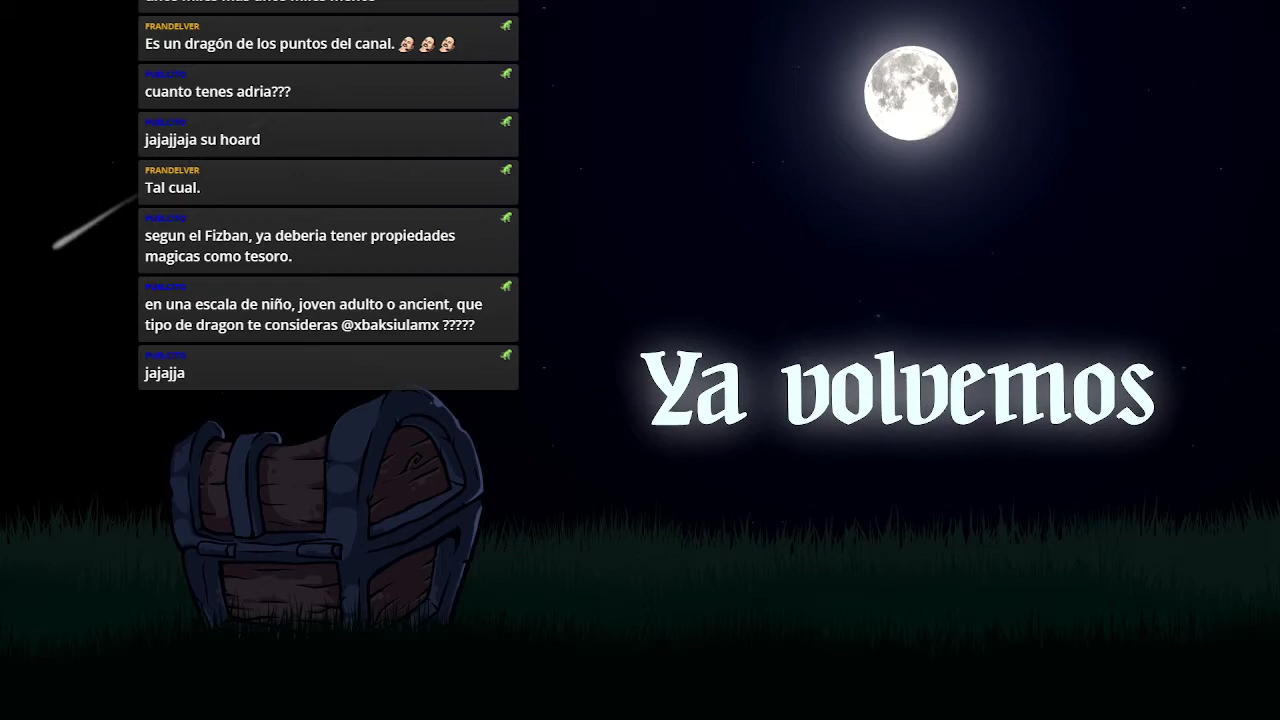 FRANDELVER
Es un dragón de los puntos del canal.
cuanto tenes adria???
jajajjaja su hoard
FRANDELVER
Tal cual.
segun el Fizban, ya deberia tener propiedades
magicas como tesoro.
en una escala de niño, joven adulto o ancient, que
tipo de dragon te consideras @xbaksiulamx ?????
jajajja
Ya volvemos